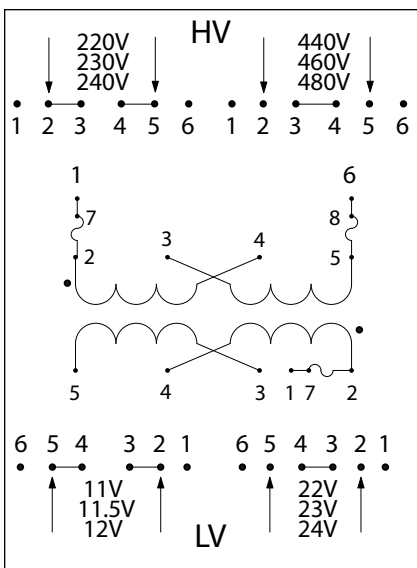 HV
220V 440V
230V 460V
240V 480V
1 2 3 4 5 6 1 2 3 4 5 6
1 6
7 8
3 4
2 5
5 4 3 1 7 2
6 5 4 3 2 1 6 5 4 3 2 1
11V 22V
11.5V 23V
12V 24V
LV